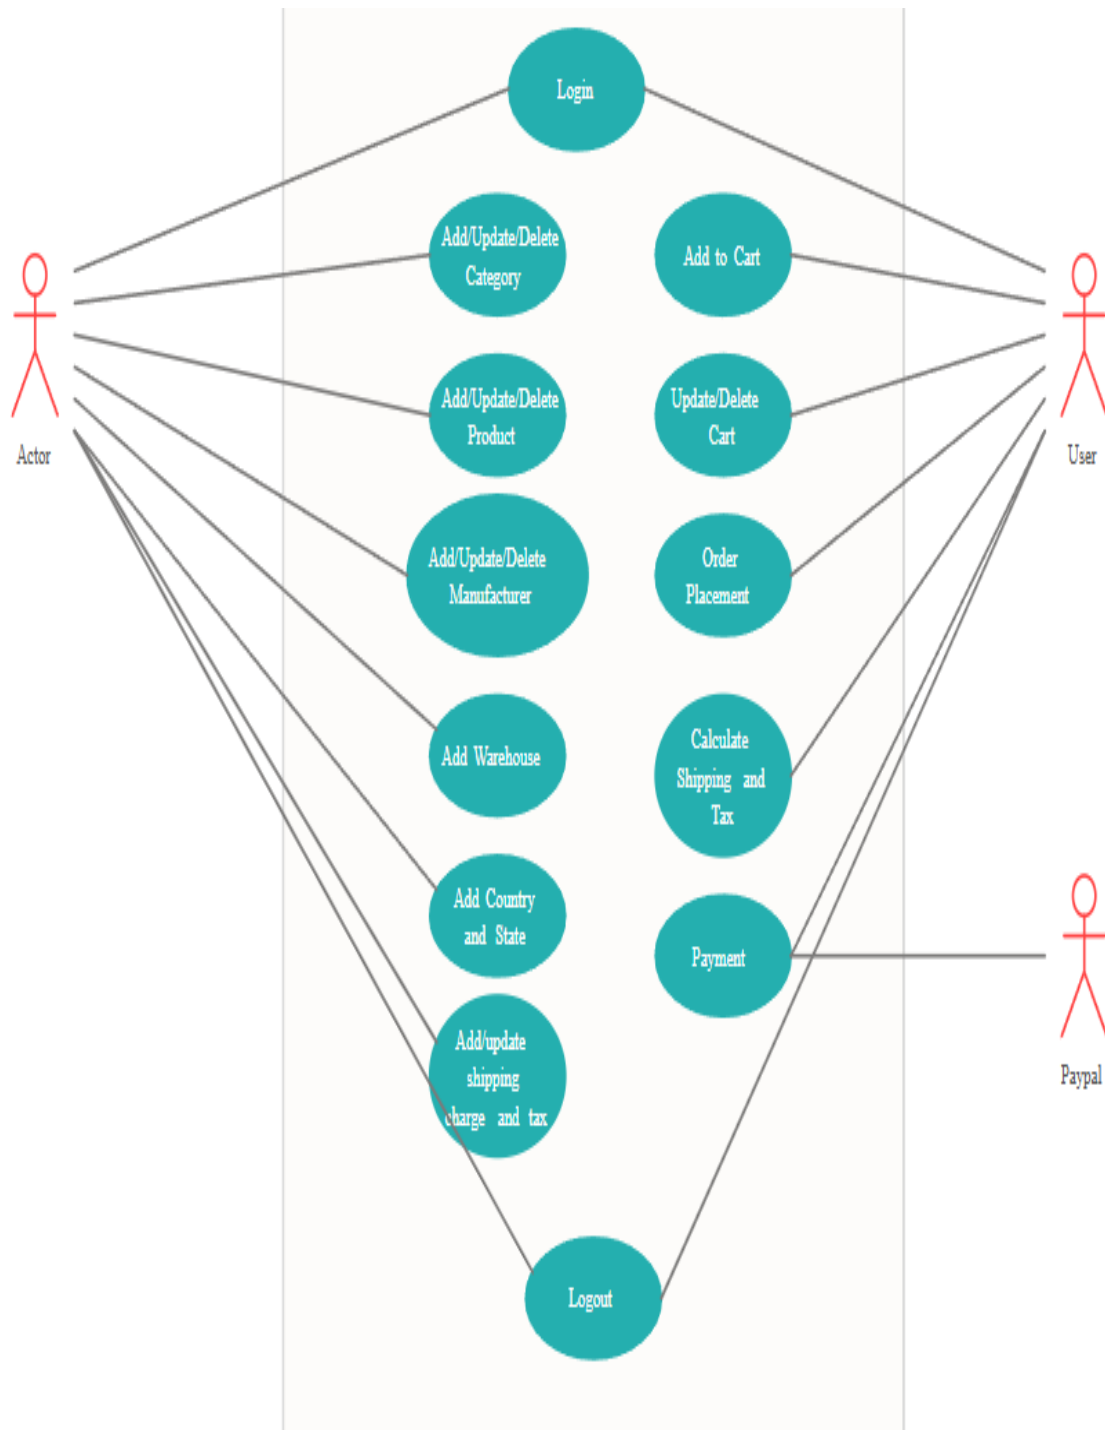 Login
Add/Update/Delete
Category
Add to Cart
Add/Update/Delete
Product
Update/Delete
Cart
Actor
User
Add/Update/Delete
Manufacturer
Order
Placement
Add Warehouse
Calculate
Shipping and
Tax
Add Country
and State
Payment
Add/update
shipping
charge and tax
Paypal
Logout